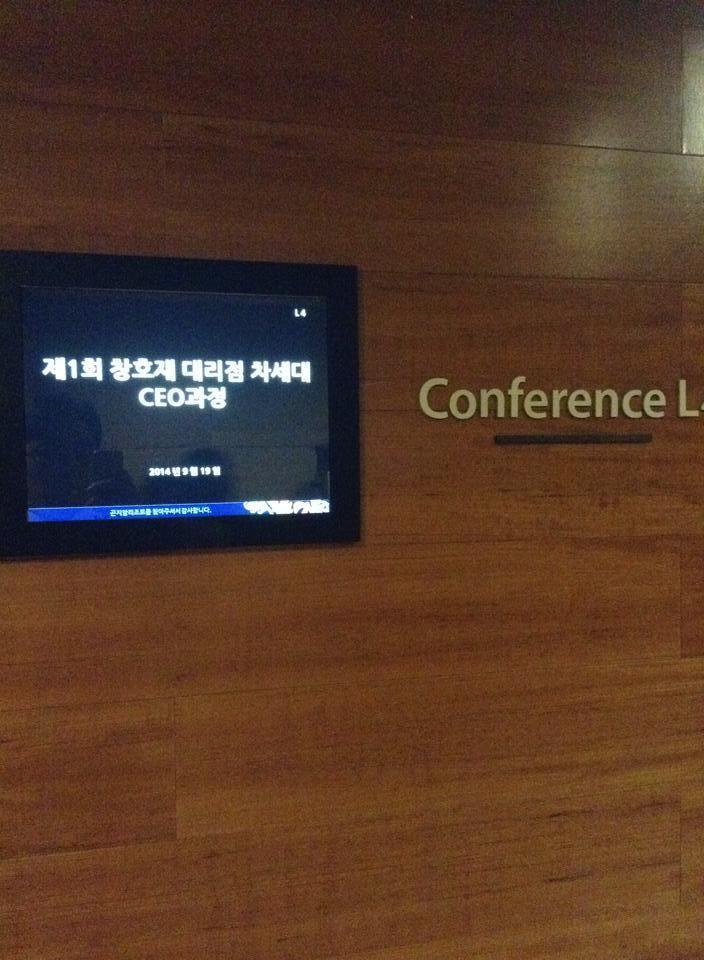 L4
제1회 창호재 대리점 차세대
CEO과정
2014년 9월 19일
곤지암리조트를 찾아주셔서 감사합니다.
Conference L4